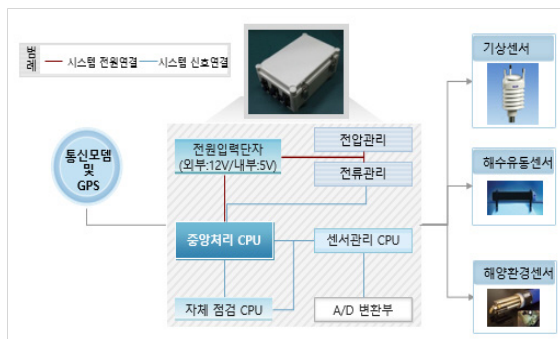 범례
시스템 전원연결
시스템 신호연결
기상센서
통신모뎀
및
GPS
전원입력단자
(외부:12V/내부:5V)
전압관리
전류관리
해수유동센서
중앙처리 CPU
센서관리 CPU
자체 점검 CPU
A/D 변환부
해양환경센서